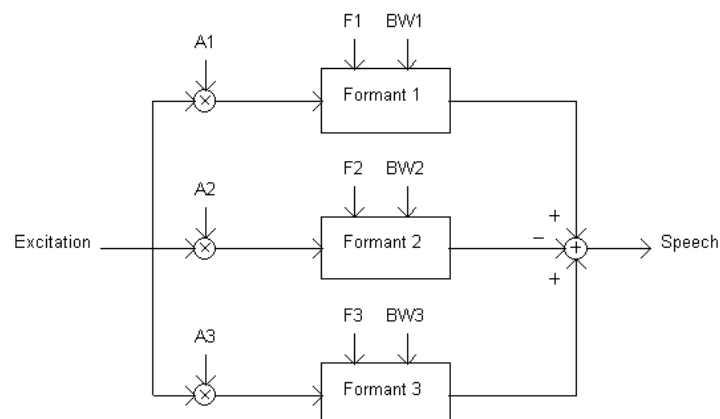 F1 BW1
A1
×
Formant 1
F2 BW2
A2
+
Excitation
×
Formant 2
−
+
Speech
+
F3 BW3
A3
×
Formant 3